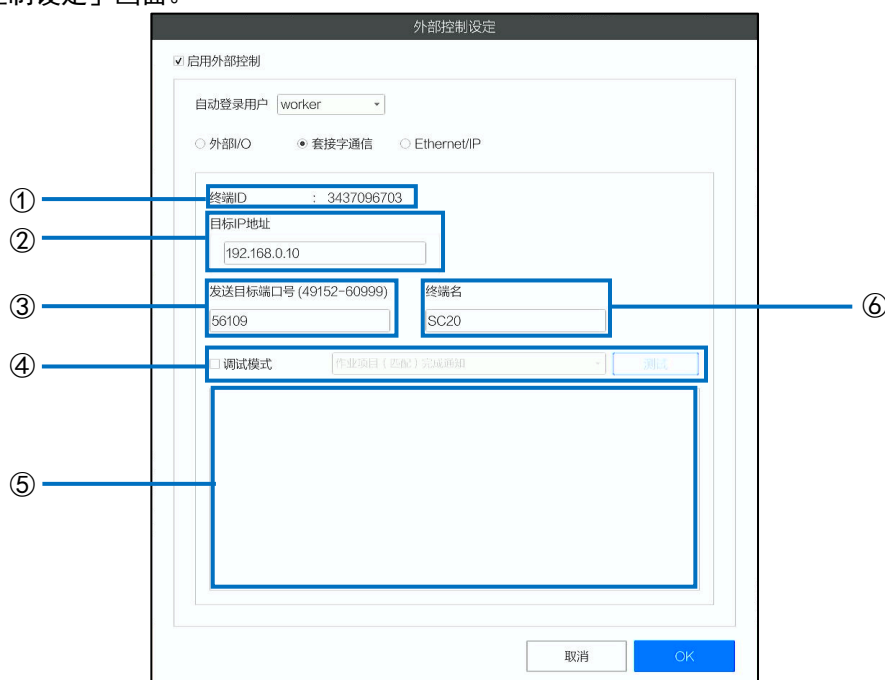 控制设定」画面。
外部控制设定
启用外部控制
自动登录用户 worker
外部I/O 套接字通信 Ethernet/IP
① 终端ID : 3437096703
② 目标IP地址
192.168.0.10
③ 发送目标端口号 (49152-60999) 终端名 ⑥
56109 SC20
④ 调试模式 作业项目(匹配)完成通知 测试
⑤
取消 OK